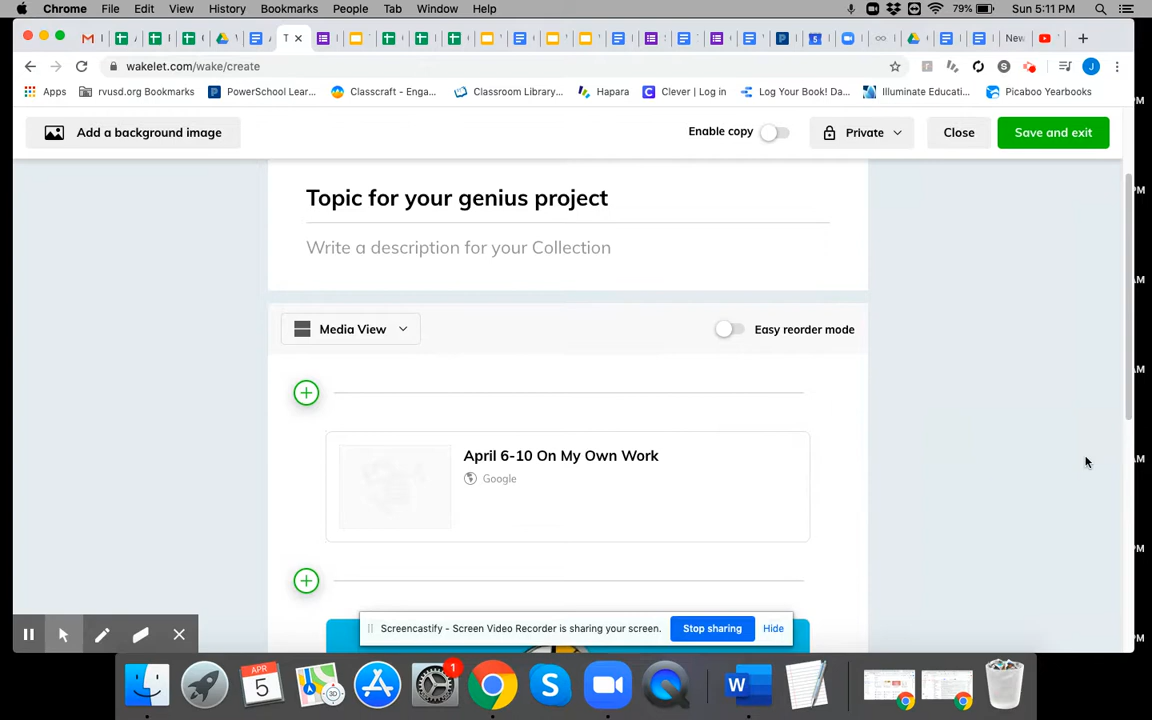 Chrome File Edit View History Bookmarks People Tab Window Help 79% Sun 5:11 PM
T New
wakelet.com/wake/create J
Apps rvusd.org Bookmarks PowerSchool Lear... Classcraft - Enga... Classroom Library... Hapara Clever | Log in Log Your Book! Da... Illuminate Educati... Picaboo Yearbooks
Add a background image Enable copy Private Close Save and exit
Topic for your genius project
Write a description for your Collection
Media View Easy reorder mode
April 6-10 On My Own Work
Google
Screencastify - Screen Video Recorder is sharing your screen. Stop sharing Hide
APR
5
1
W